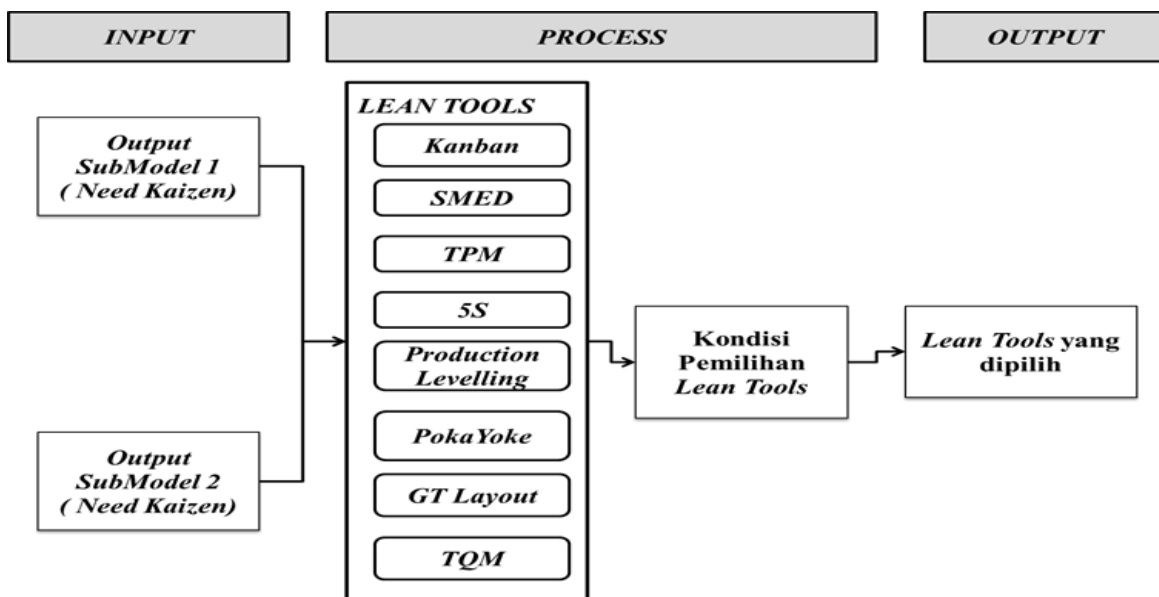 INPUT
PROCESS
OUTPUT
Output
SubModel 1
( Need Kaizen)
Output
SubModel 2
( Need Kaizen)
LEAN TOOLS
Kanban
SMED
TPM
5S
Production
Levelling
PokaYoke
GT Layout
TQM
Kondisi
Pemilihan
Lean Tools
Lean Tools yang
dipilih